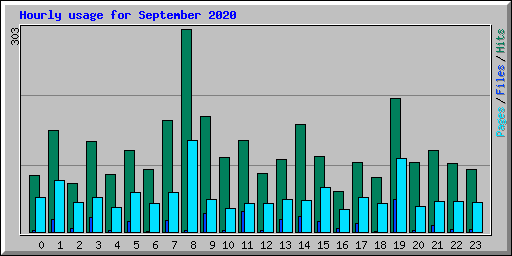 Hourly usage for September 2020
303
Pages / Files / Hits
0 1 2 3 4 5 6 7 8 9 10 11 12 13 14 15 16 17 18 19 20 21 22 23